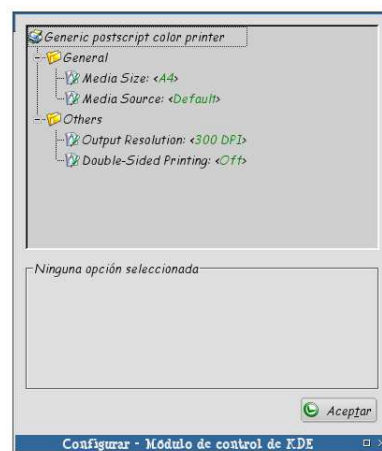 Generic postscript color printer
General
Media Size: <A4>
Media Source: <Default>
Others
Output Resolution: <300 DPI>
Double-Sided Printing: <Off>
Ninguna opción seleccionada
Aceptar
Configurar - Módulo de control de KDE